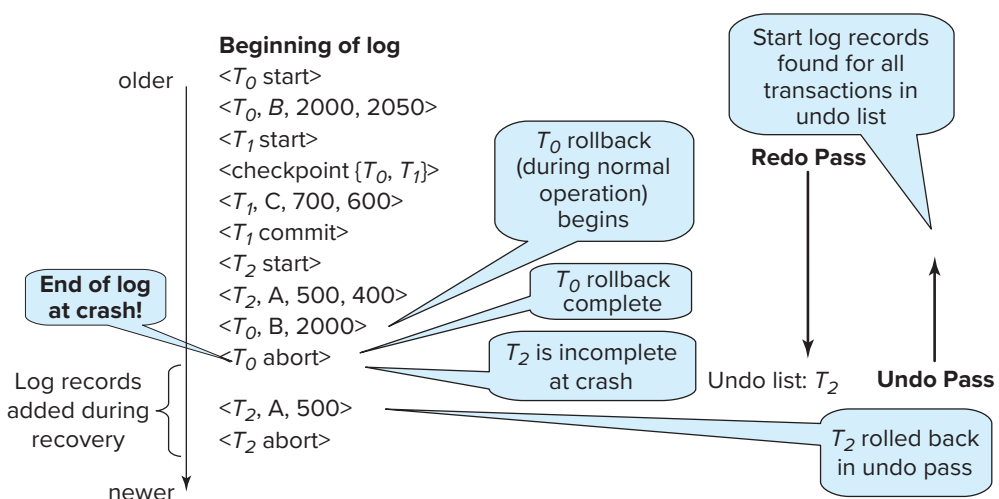 Beginning of log
older
<T0 start>
<T0, B, 2000, 2050>
<T1 start>
<checkpoint {T0, T1}>
<T1, C, 700, 600>
<T1 commit>
<T2 start>
<T2, A, 500, 400>
<T0, B, 2000>
<T0 abort>
<T2, A, 500>
<T2 abort>
newer
End of log
at crash!
Log records
added during
recovery
T0 rollback
(during normal
operation)
begins
T0 rollback
complete
T2 is incomplete
at crash
Start log records
found for all
transactions in
undo list
Redo Pass
Undo list: T2
Undo Pass
T2 rolled back
in undo pass